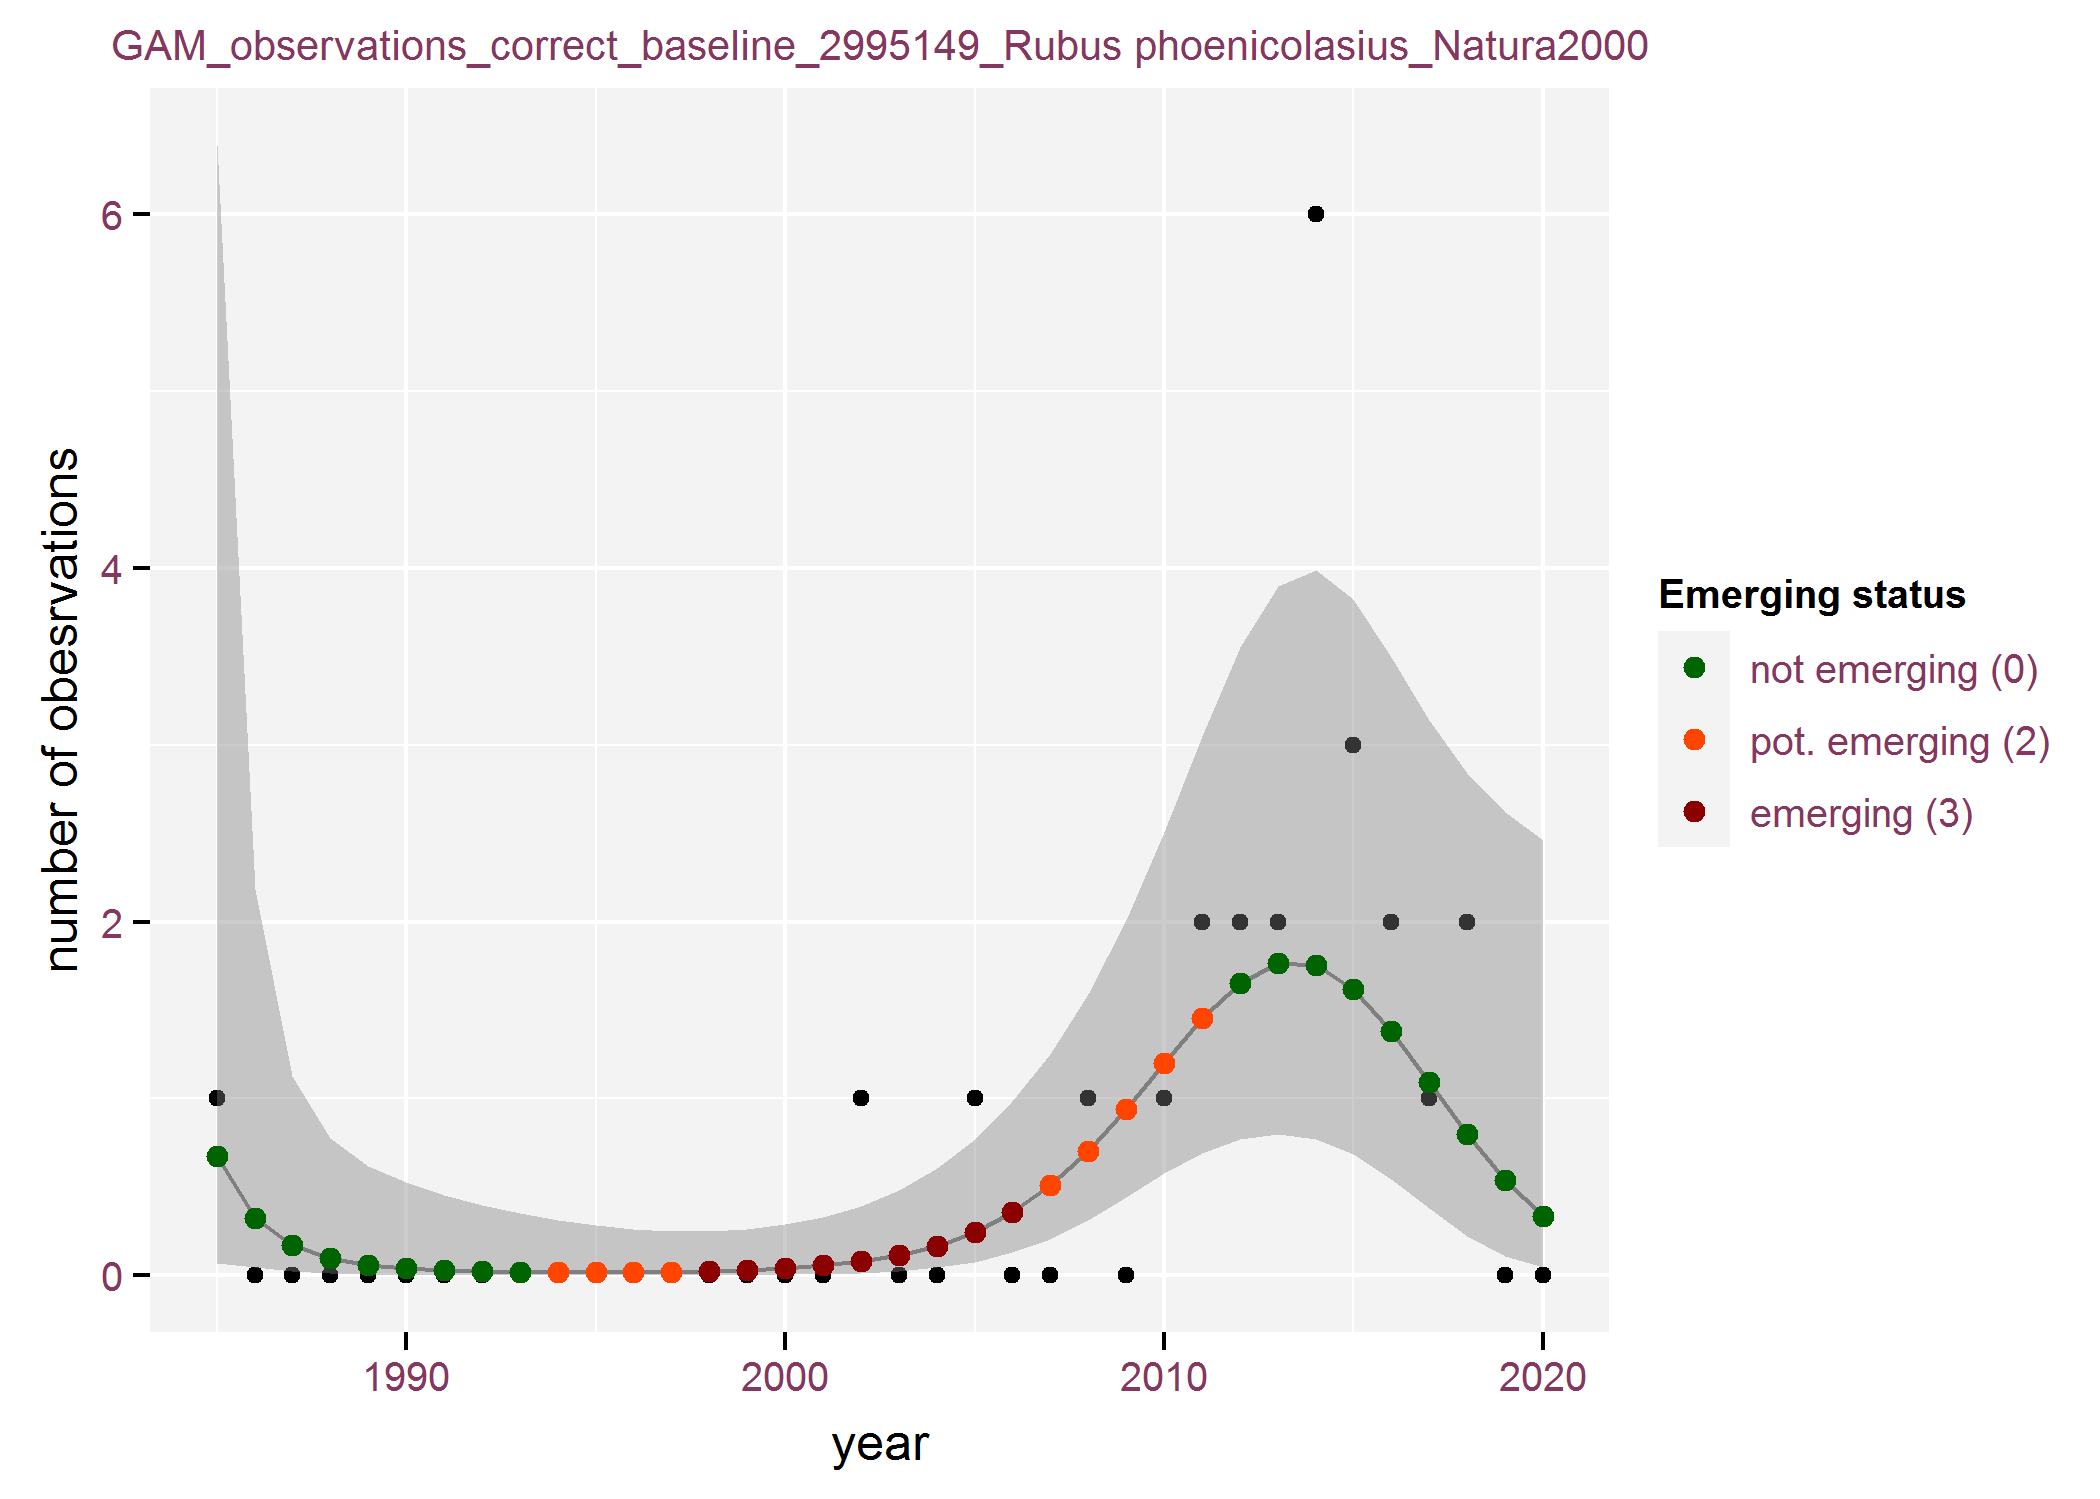 GAM_observations_correct_baseline_2995149_Rubus phoenicolasius_Natura2000
number of obesrvations
6
4
2
0
1990
2000
2010
2020
year
Emerging status
not emerging (0)
pot. emerging (2)
emerging (3)